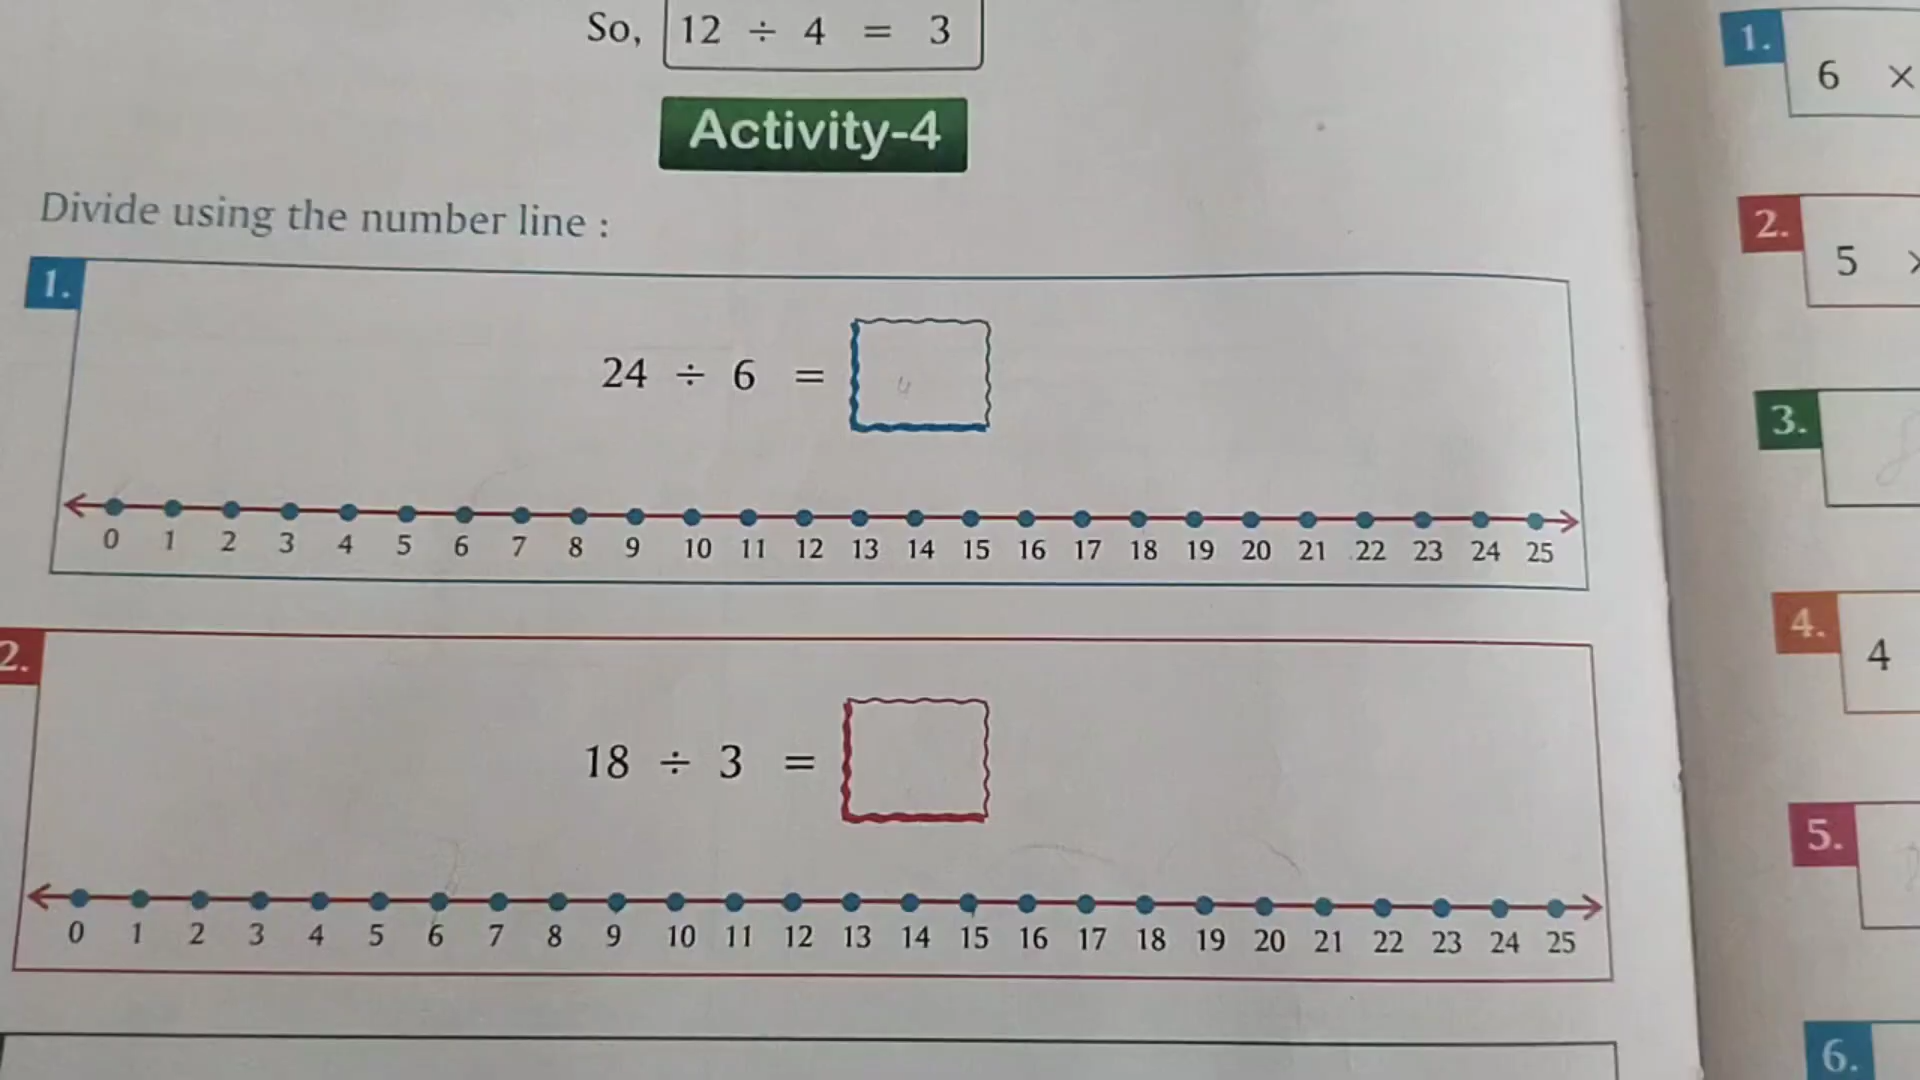 So, 12 ÷ 4 = 3
Activity-4
Divide using the number line :
1.
24 ÷ 6 =
0 1 2 3 4 5 6 7 8 9 10 11 12 13 14 15 16 17 18 19 20 21 22 23 24 25
2.
18 ÷ 3 =
0 1 2 3 4 5 6 7 8 9 10 11 12 13 14 15 16 17 18 19 20 21 22 23 24 25
1.
6 ×
2.
5
3.
4.
4
5.
6.